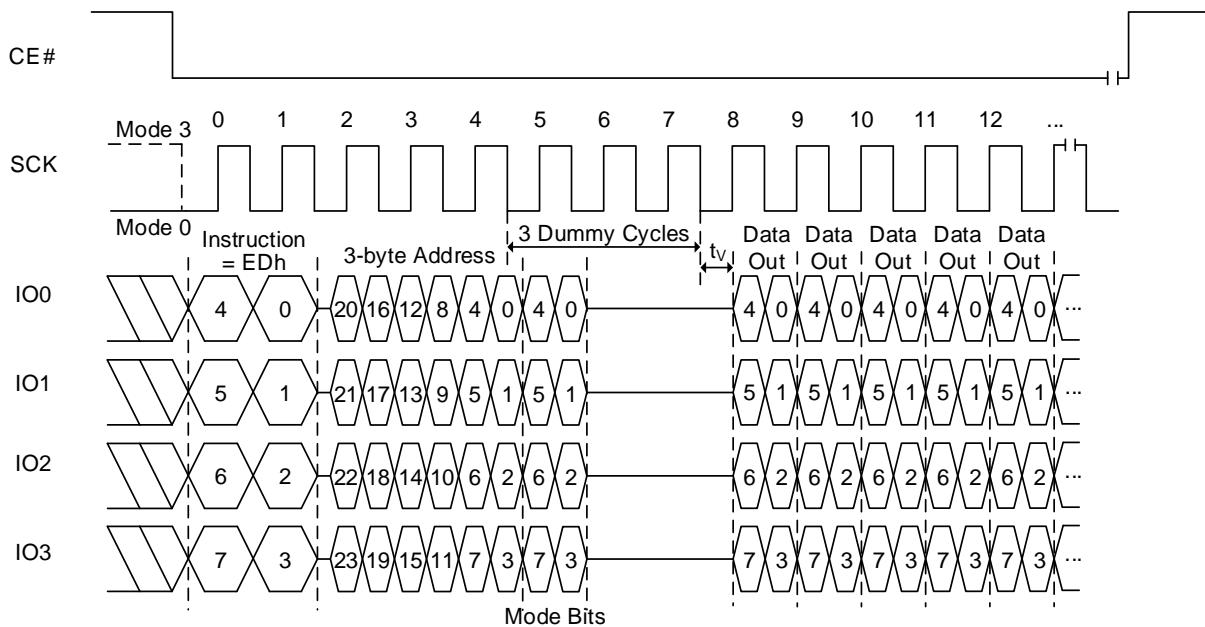 CE#
Mode 3
0 1 2 3 4 5 6 7 8 9 10 11 12 ...
SCK
Mode 0
Instruction
= EDh
3-byte Address
3 Dummy Cycles
tV
Data
Out
Data
Out
Data
Out
Data
Out
Data
Out
IO0 4 0 20 16 12 8 4 0 4 0 4 0 4 0 4 0 4 0 4 0 ...
IO1 5 1 21 17 13 9 5 1 5 1 5 1 5 1 5 1 5 1 5 1 ...
IO2 6 2 22 18 14 10 6 2 6 2 6 2 6 2 6 2 6 2 6 2 ...
IO3 7 3 23 19 15 11 7 3 7 3 7 3 7 3 7 3 7 3 7 3 ...
Mode Bits